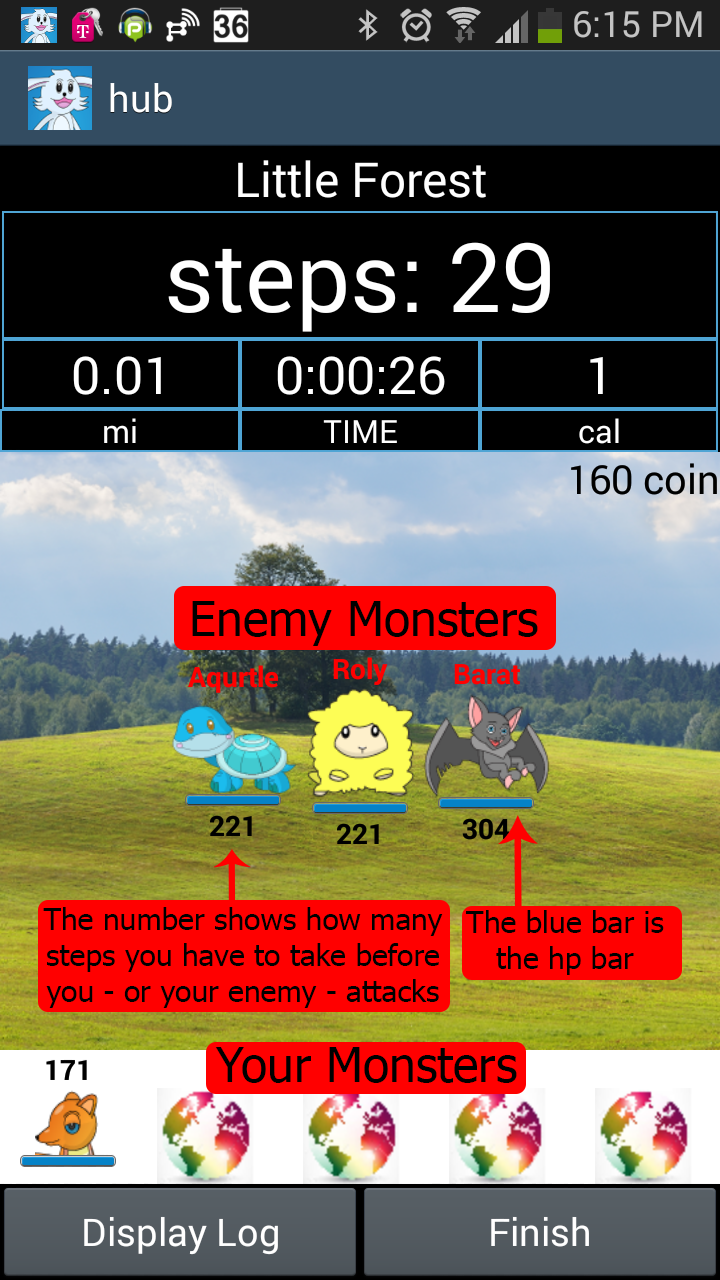 36
6:15 PM
hub
Little Forest
steps: 29
0.01 0:00:26 1
mi TIME cal
160 coin
Enemy Monsters
Aqurtle Roly Barat
221 221 304
The number shows how many
steps you have to take before
you - or your enemy - attacks
The blue bar is
the hp bar
Your Monsters
171
Display Log Finish